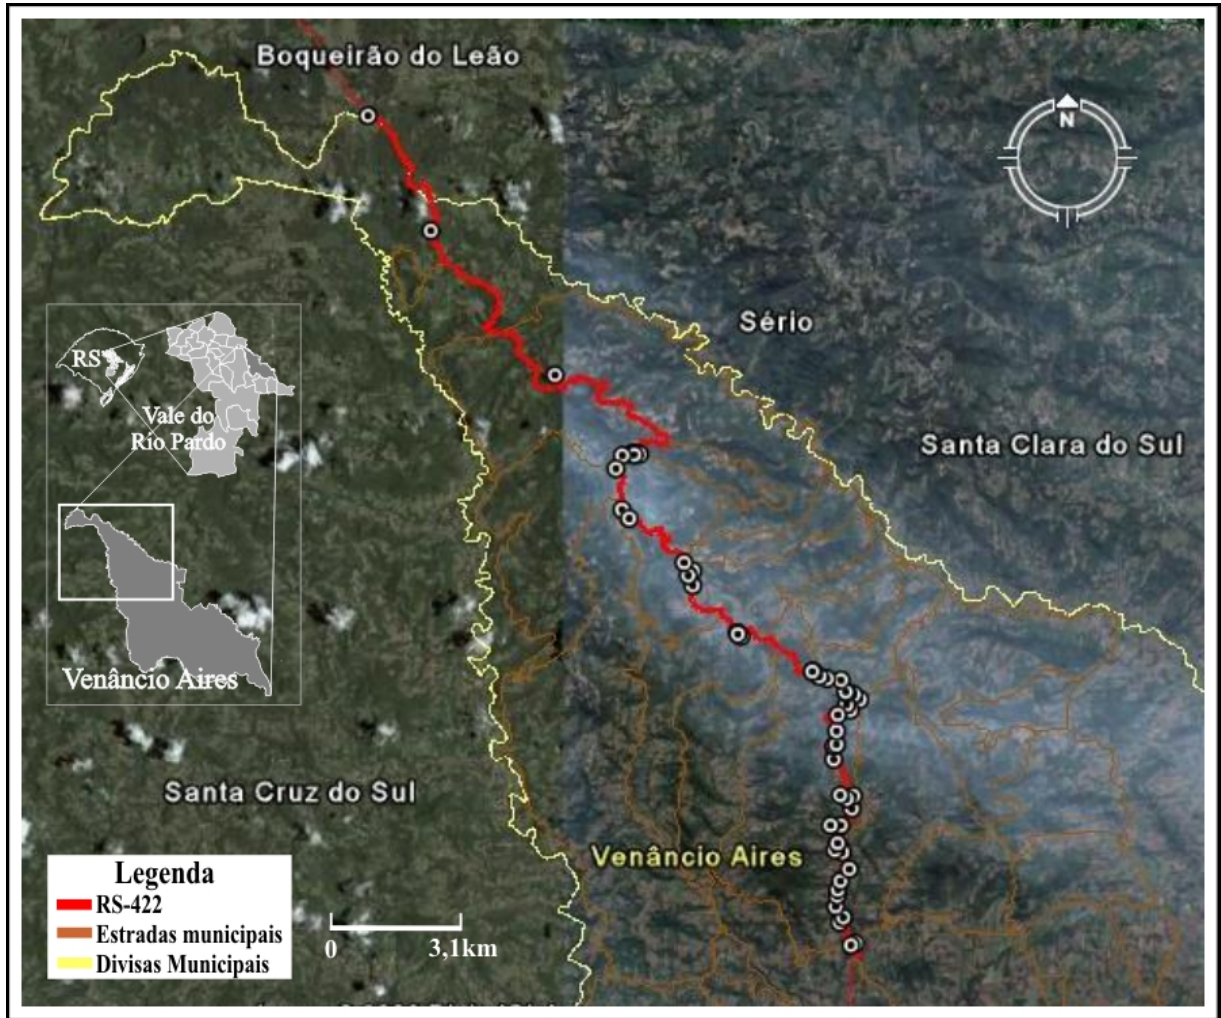 Boqueirão do Leão
N
Sério
RS
Vale do
Rio Pardo
Santa Clara do Sul
Venâncio Aires
Santa Cruz do Sul
Venâncio Aires
Legenda
RS-422
Estradas municipais
Divisas Municipais
0
3,1km